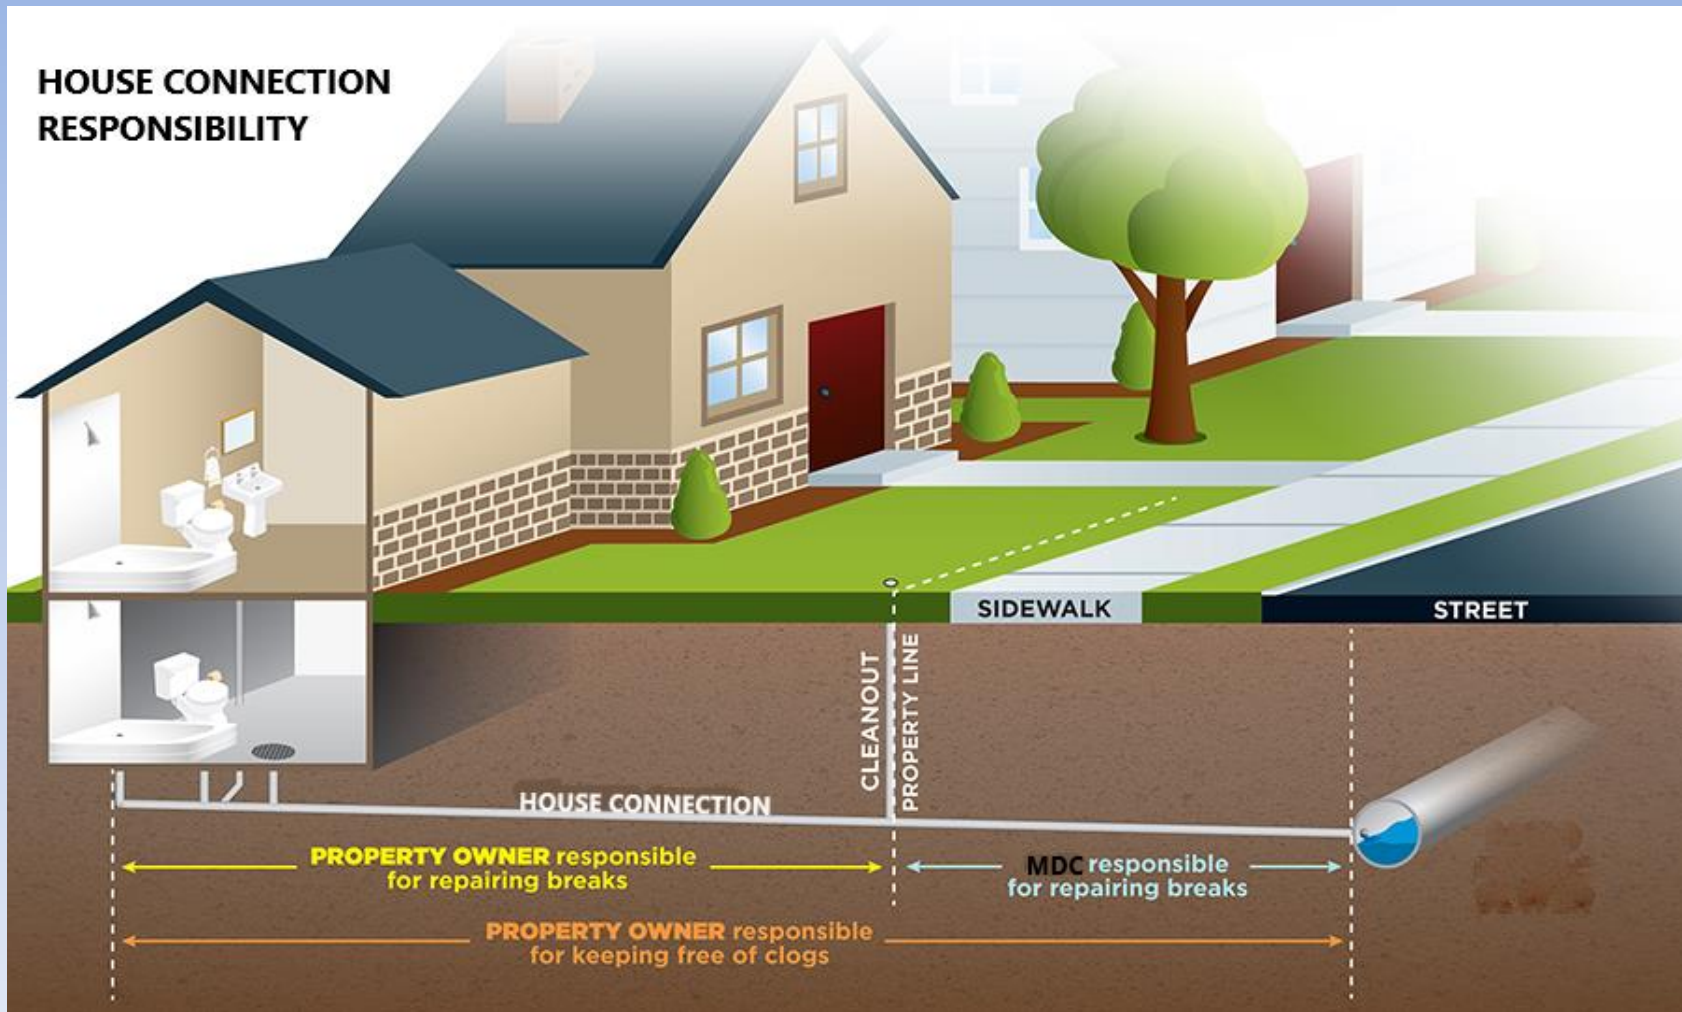 HOUSE CONNECTION
RESPONSIBILITY
SIDEWALK
STREET
CLEANOUT
PROPERTY LINE
HOUSE CONNECTION
PROPERTY OWNER responsible
for repairing breaks
MDC responsible
for repairing breaks
PROPERTY OWNER responsible
for keeping free of clogs